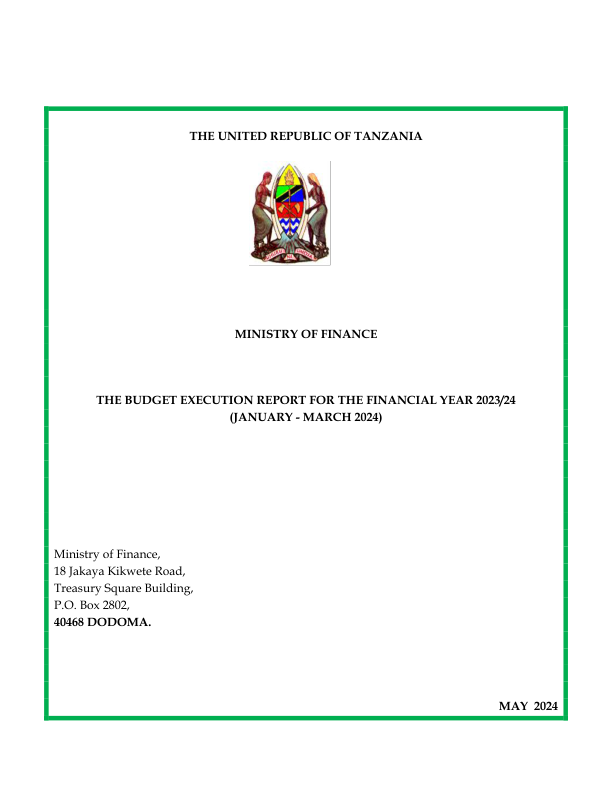 THE UNITED REPUBLIC OF TANZANIA
MINISTRY OF FINANCE
THE BUDGET EXECUTION REPORT FOR THE FINANCIAL YEAR 2023/24
(JANUARY - MARCH 2024)
Ministry of Finance,
18 Jakaya Kikwete Road,
Treasury Square Building,
P.O. Box 2802,
40468 DODOMA.
MAY 2024